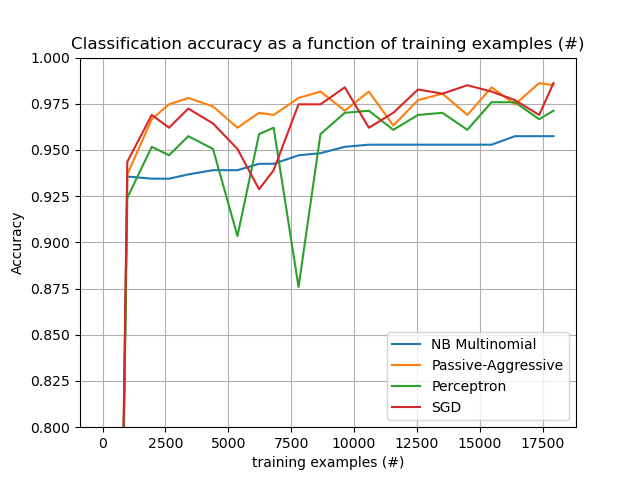 Classification accuracy as a function of training examples (#)
1.000
0.975
0.950
0.925
0.900
0.875
0.850
0.825
0.800
Accuracy
NB Multinomial
Passive-Aggressive
Perceptron
SGD
0 2500 5000 7500 10000 12500 15000 17500
training examples (#)